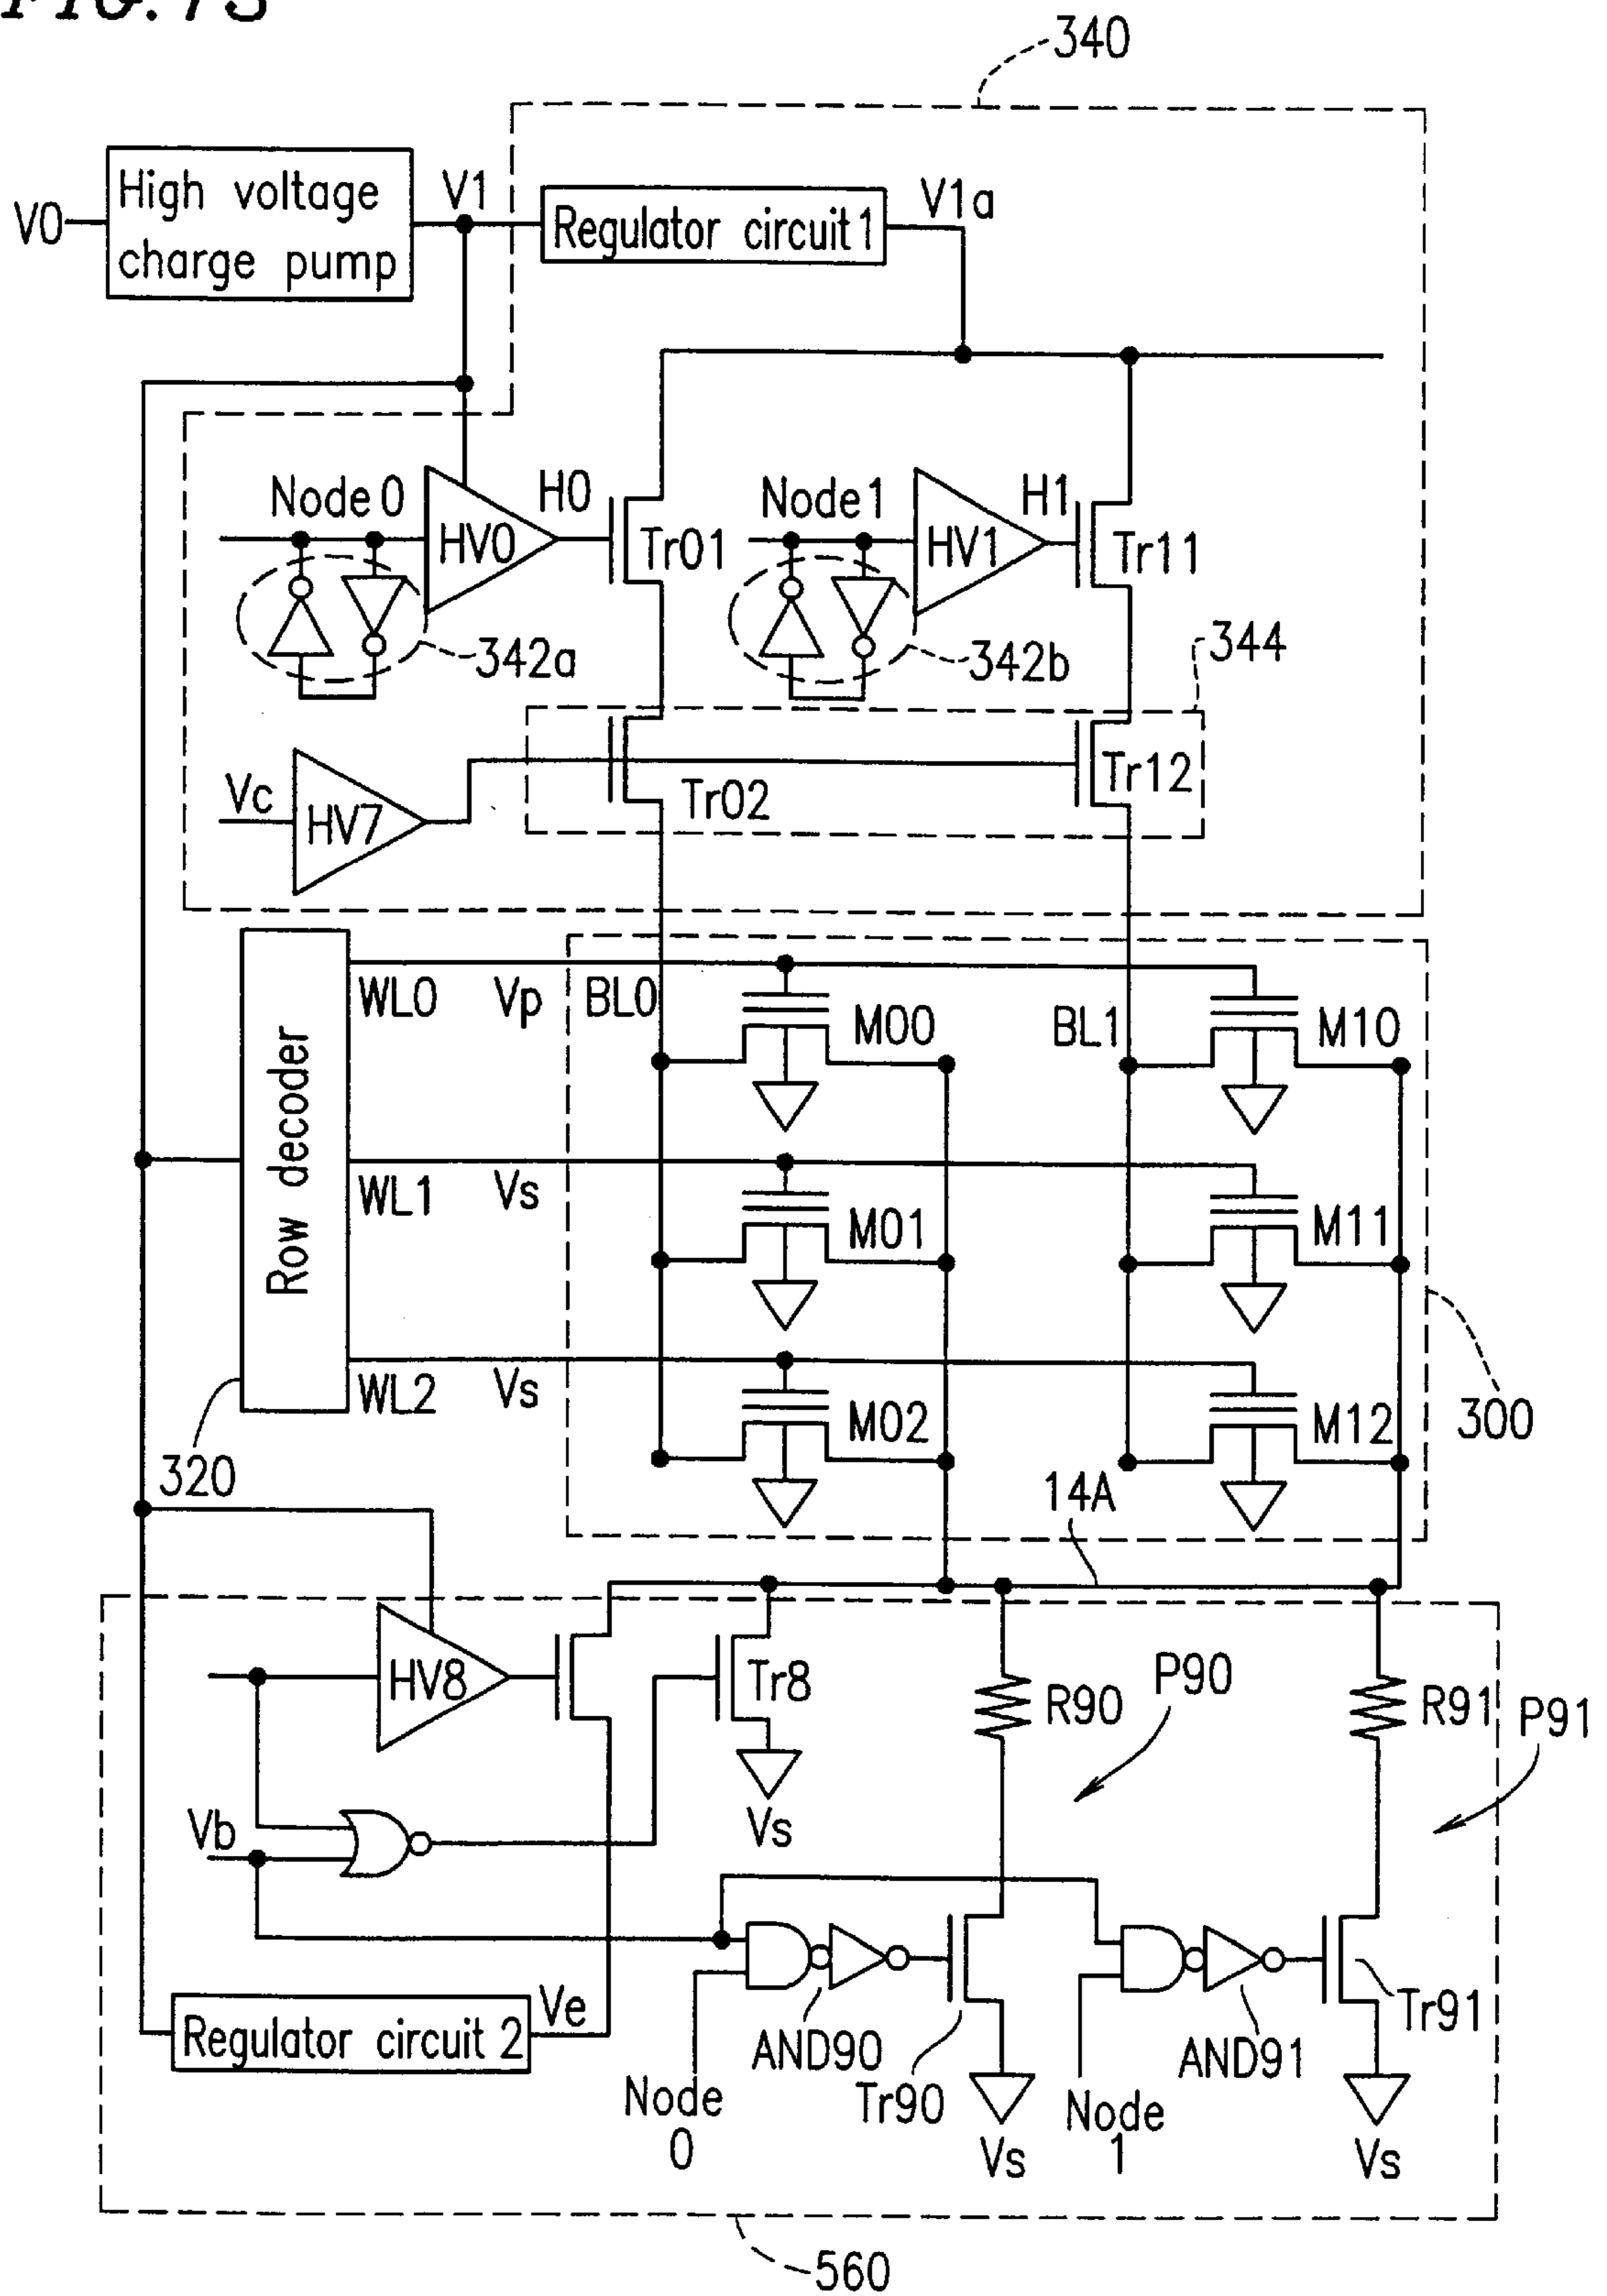 340
High voltage
charge pump
V0
V1
Regulator circuit 1
V1a
Node 0
HV0
H0
Tr01
Node 1
HV1
H1
Tr11
342a
342b
344
Vc
HV7
Tr02
Tr12
Row decoder
WL0
Vp
BL0
M00
BL1
M10
WL1
Vs
M01
M11
WL2
Vs
M02
M12
300
320
14A
HV8
Tr8
Vs
R90
P90
R91
P91
Vb
Regulator circuit 2
Ve
AND90
Tr90
AND91
Tr91
Node
0
Vs
Node
1
Vs
560